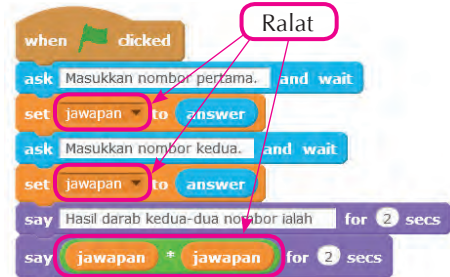 Ralat
when clicked
ask Masukkan nombor pertama. and wait
set jawapan to answer
ask Masukkan nombor kedua. and wait
set jawapan to answer
say Hasil darab kedua-dua nombor ialah for 2 secs
say jawapan * jawapan for 2 secs